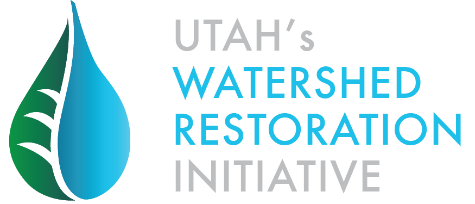 UTAH's
WATERSHED
RESTORATION
INITIATIVE